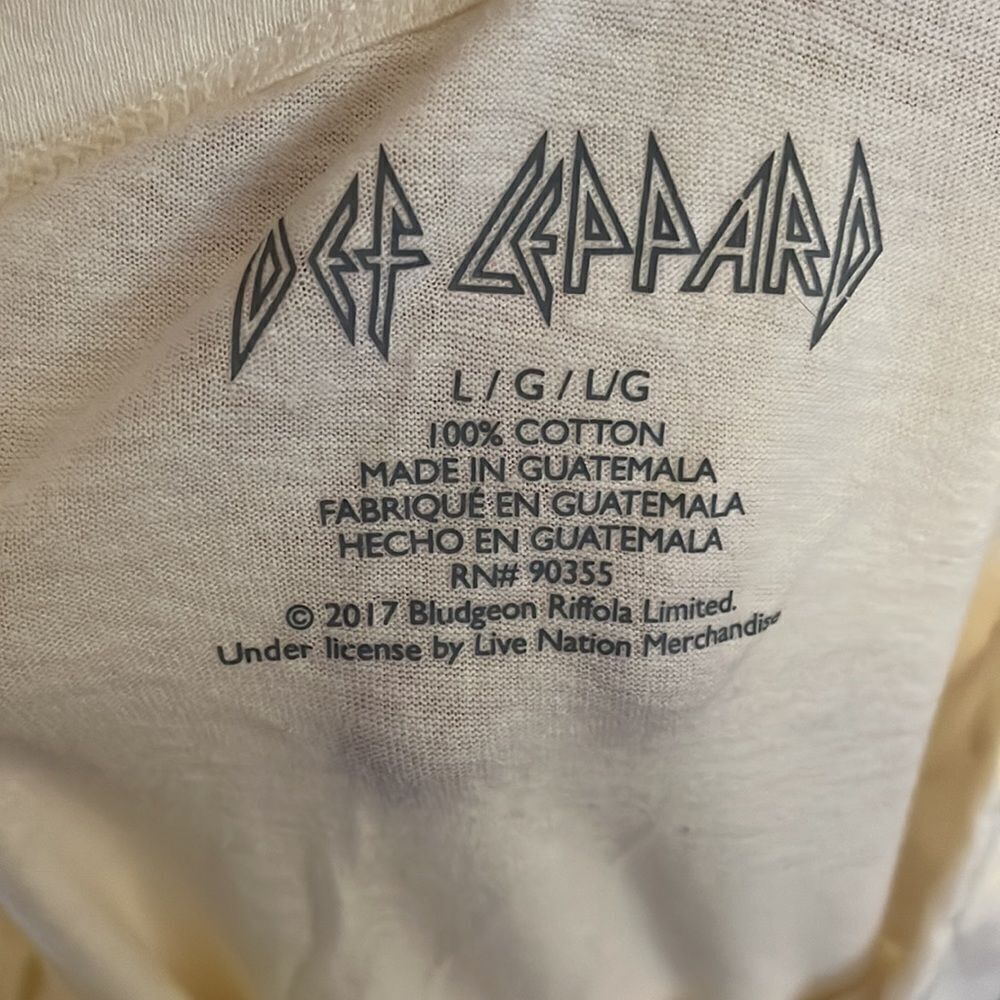 DEF LEPPARD
L / G / L/G
100% COTTON
MADE IN GUATEMALA
FABRIQUÉ EN GUATEMALA
HECHO EN GUATEMALA
RN# 90355
© 2017 Bludgeon Riffola Limited.
Under license by Live Nation Merchandise